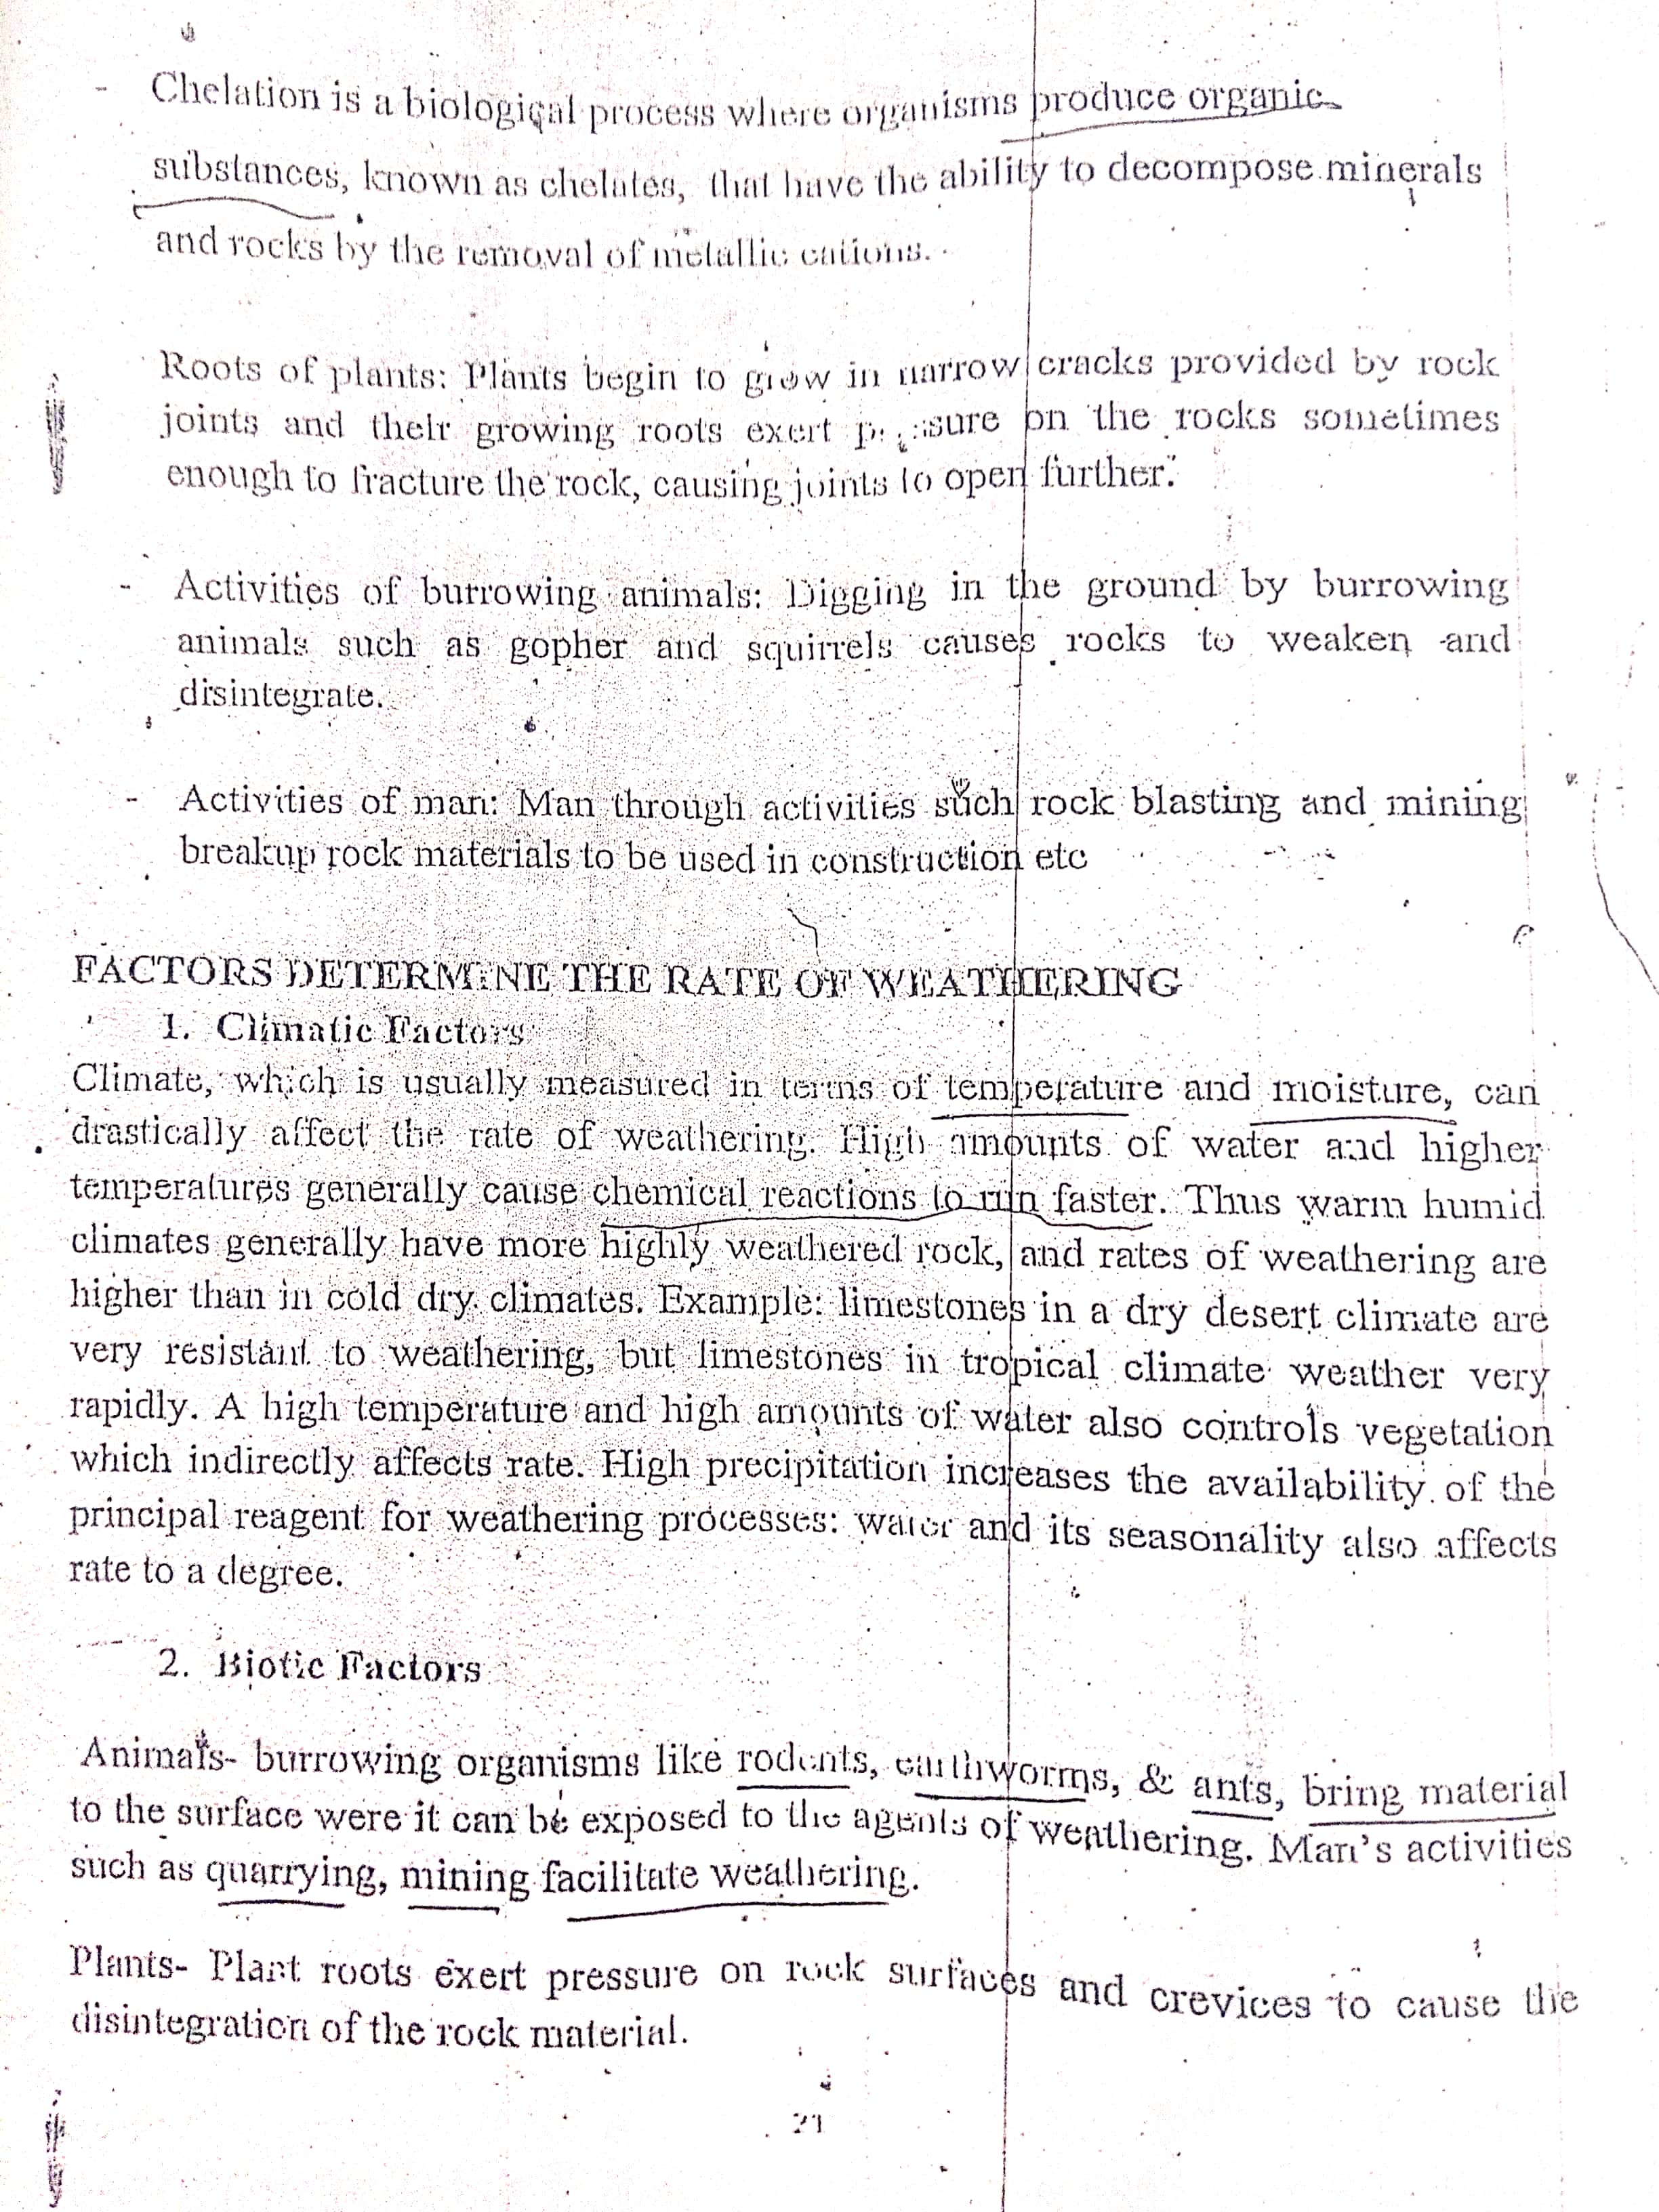 - Chelation is a biological process where organisms produce organic
substances, known as chelates, that have the ability to decompose minerals
and rocks by the removal of metallic cations.
Roots of plants: Plants begin to grow in narrow cracks provided by rock
joints and their growing roots exert pressure on the rocks sometimes
enough to fracture the rock, causing joints to open further.
- Activities of burrowing animals: Digging in the ground by burrowing
animals such as gopher and squirrels causes rocks to weaken and
disintegrate.
- Activities of man: Man through activities such rock blasting and mining
breakup rock materials to be used in construction etc
FACTORS DETERMINE THE RATE OF WEATHERING
1. Climatic Factors
Climate, which is usually measured in terms of temperature and moisture, can
drastically affect the rate of weathering. High amounts of water and higher
temperatures generally cause chemical reactions to run faster. Thus warm humid
climates generally have more highly weathered rock, and rates of weathering are
higher than in cold dry climates. Example: limestones in a dry desert climate are
very resistant to weathering, but limestones in tropical climate weather very
rapidly. A high temperature and high amounts of water also controls vegetation
which indirectly affects rate. High precipitation increases the availability of the
principal reagent for weathering processes: water and its seasonality also affects
rate to a degree.
2. Biotic Factors
Animals- burrowing organisms like rodents, earthworms, & ants, bring material
to the surface were it can be exposed to the agents of weathering. Man's activities
such as quarrying, mining facilitate weathering.
Plants- Plant roots exert pressure on rock surfaces and crevices to cause the
disintegration of the rock material.